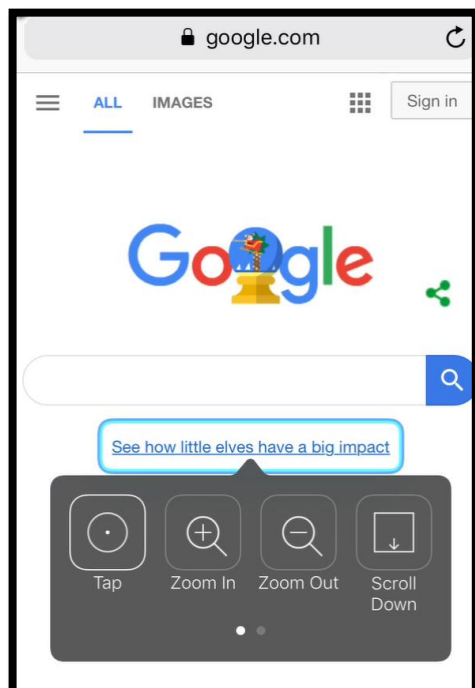 google.com
ALL IMAGES Sign in
Google
See how little elves have a big impact
Tap Zoom In Zoom Out Scroll
Down